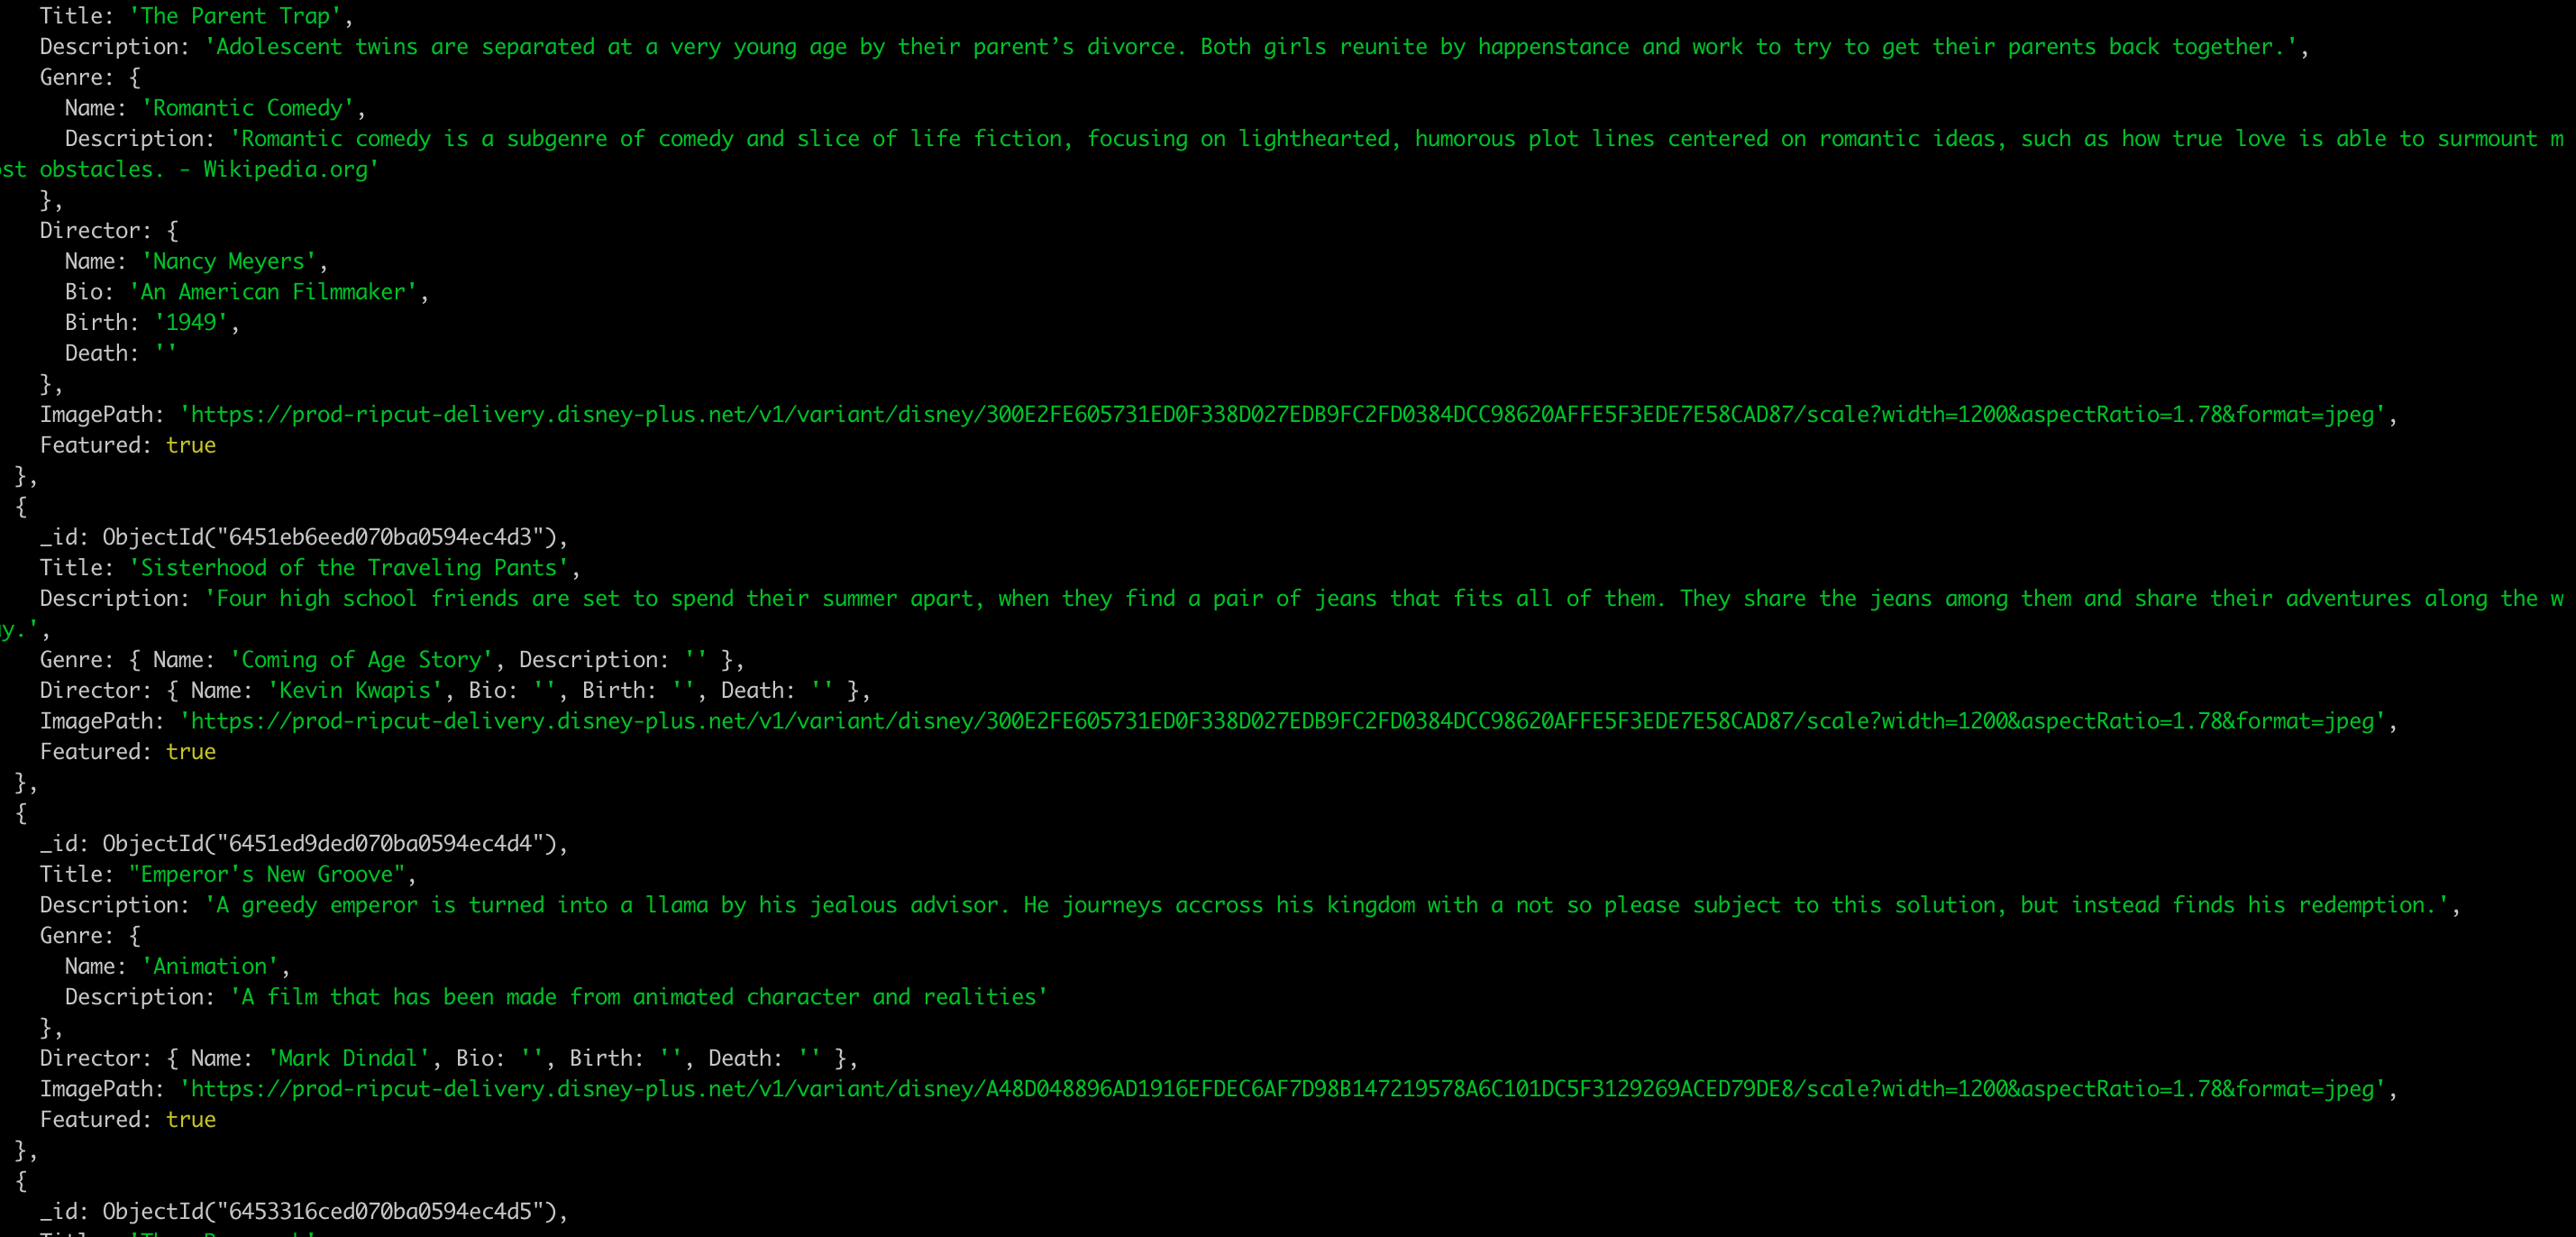 Title: 'The Parent Trap',
Description: 'Adolescent twins are separated at a very young age by their parent’s divorce. Both girls reunite by happenstance and work to try to get their parents back together.',
Genre: {
Name: 'Romantic Comedy',
Description: 'Romantic comedy is a subgenre of comedy and slice of life fiction, focusing on lighthearted, humorous plot lines centered on romantic ideas, such as how true love is able to surmount m
ost obstacles. - Wikipedia.org'
},
Director: {
Name: 'Nancy Meyers',
Bio: 'An American Filmmaker',
Birth: '1949',
Death: ''
},
ImagePath: 'https://prod-ripcut-delivery.disney-plus.net/v1/variant/disney/300E2FE605731ED0F338D027EDB9FC2FD0384DCC98620AFFE5F3EDE7E58CAD87/scale?width=1200&aspectRatio=1.78&format=jpeg',
Featured: true
},
{
_id: ObjectId("6451eb6eed070ba0594ec4d3"),
Title: 'Sisterhood of the Traveling Pants',
Description: 'Four high school friends are set to spend their summer apart, when they find a pair of jeans that fits all of them. They share the jeans among them and share their adventures along the w
ay.',
Genre: { Name: 'Coming of Age Story', Description: '' },
Director: { Name: 'Kevin Kwapis', Bio: '', Birth: '', Death: '' },
ImagePath: 'https://prod-ripcut-delivery.disney-plus.net/v1/variant/disney/300E2FE605731ED0F338D027EDB9FC2FD0384DCC98620AFFE5F3EDE7E58CAD87/scale?width=1200&aspectRatio=1.78&format=jpeg',
Featured: true
},
{
_id: ObjectId("6451ed9ded070ba0594ec4d4"),
Title: "Emperor's New Groove",
Description: 'A greedy emperor is turned into a llama by his jealous advisor. He journeys accross his kingdom with a not so please subject to this solution, but instead finds his redemption.',
Genre: {
Name: 'Animation',
Description: 'A film that has been made from animated character and realities'
},
Director: { Name: 'Mark Dindal', Bio: '', Birth: '', Death: '' },
ImagePath: 'https://prod-ripcut-delivery.disney-plus.net/v1/variant/disney/A48D048896AD1916EFDEC6AF7D98B147219578A6C101DC5F3129269ACED79DE8/scale?width=1200&aspectRatio=1.78&format=jpeg',
Featured: true
},
{
_id: ObjectId("6453316ced070ba0594ec4d5"),